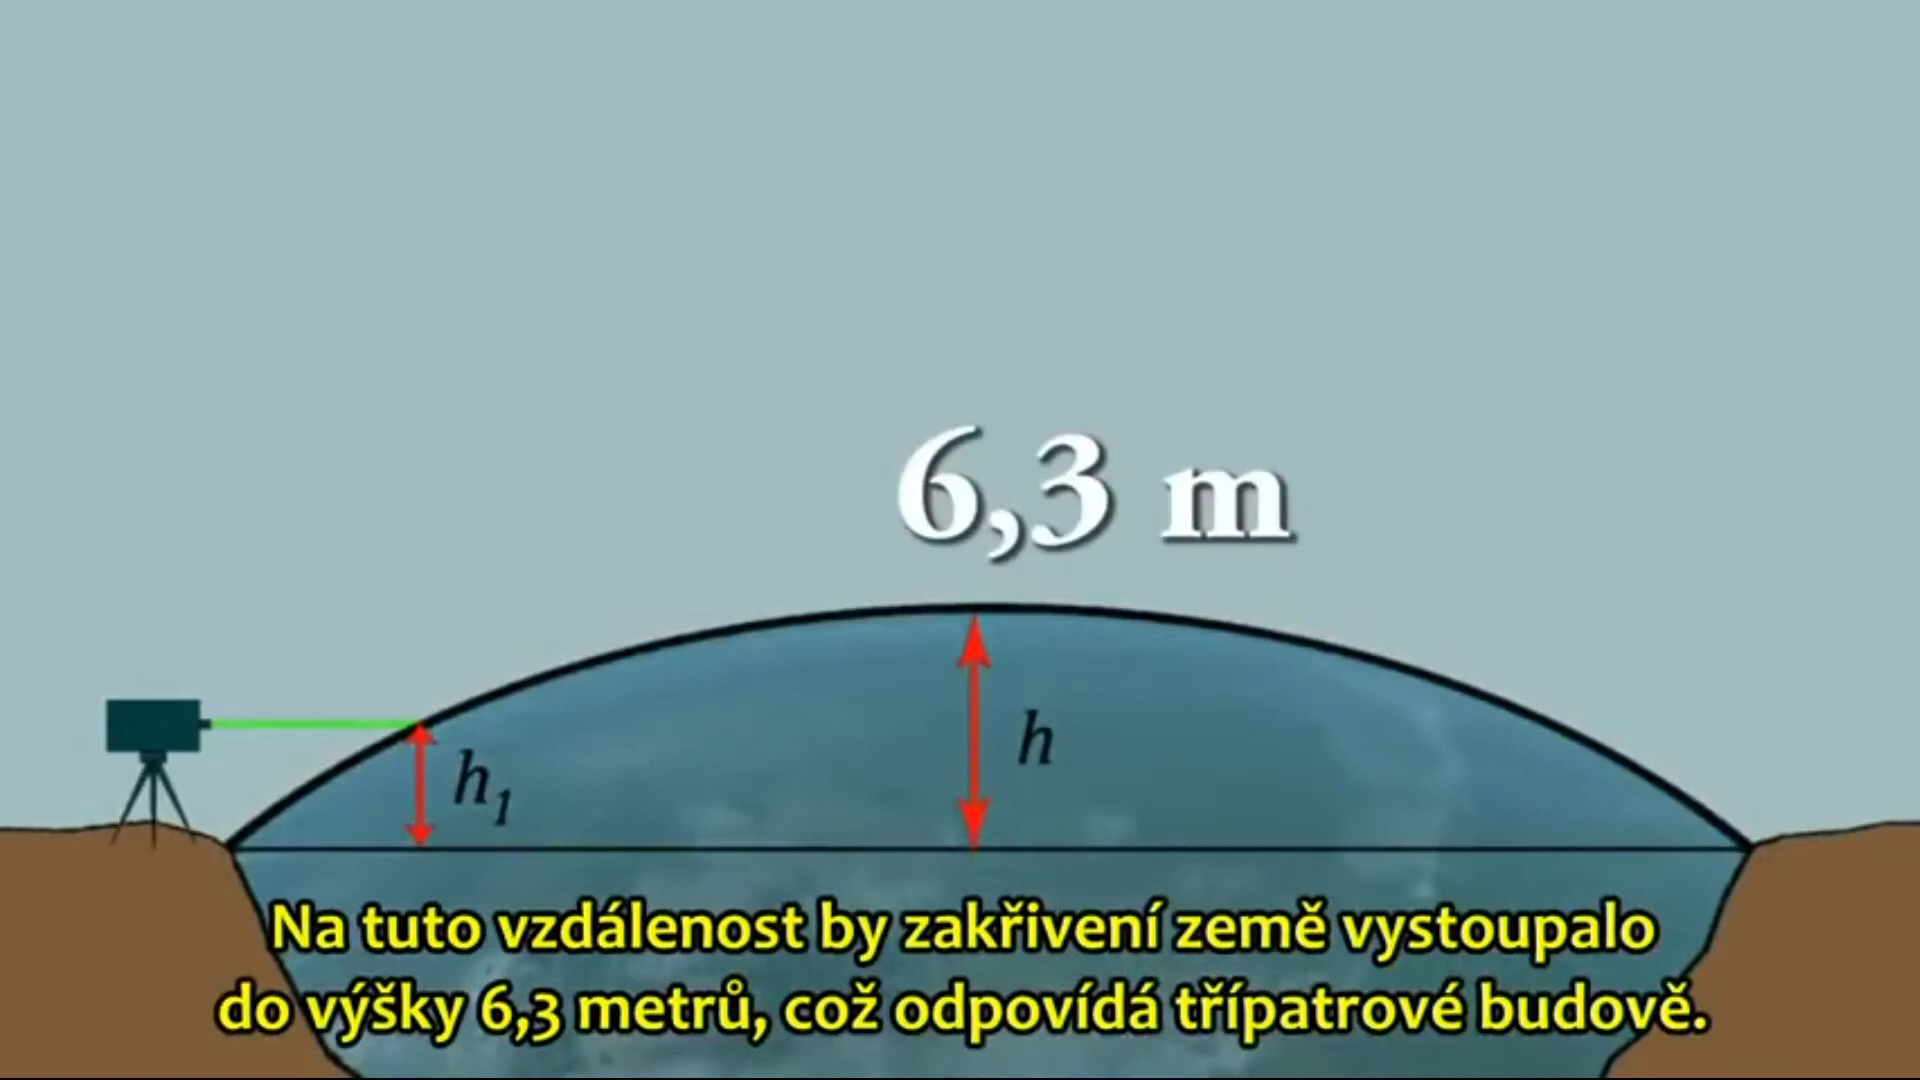 6,3 m
h
h1
Na tuto vzdálenost by zakřivení země vystoupalo
do výšky 6,3 metrů, což odpovídá třípatrové budově.